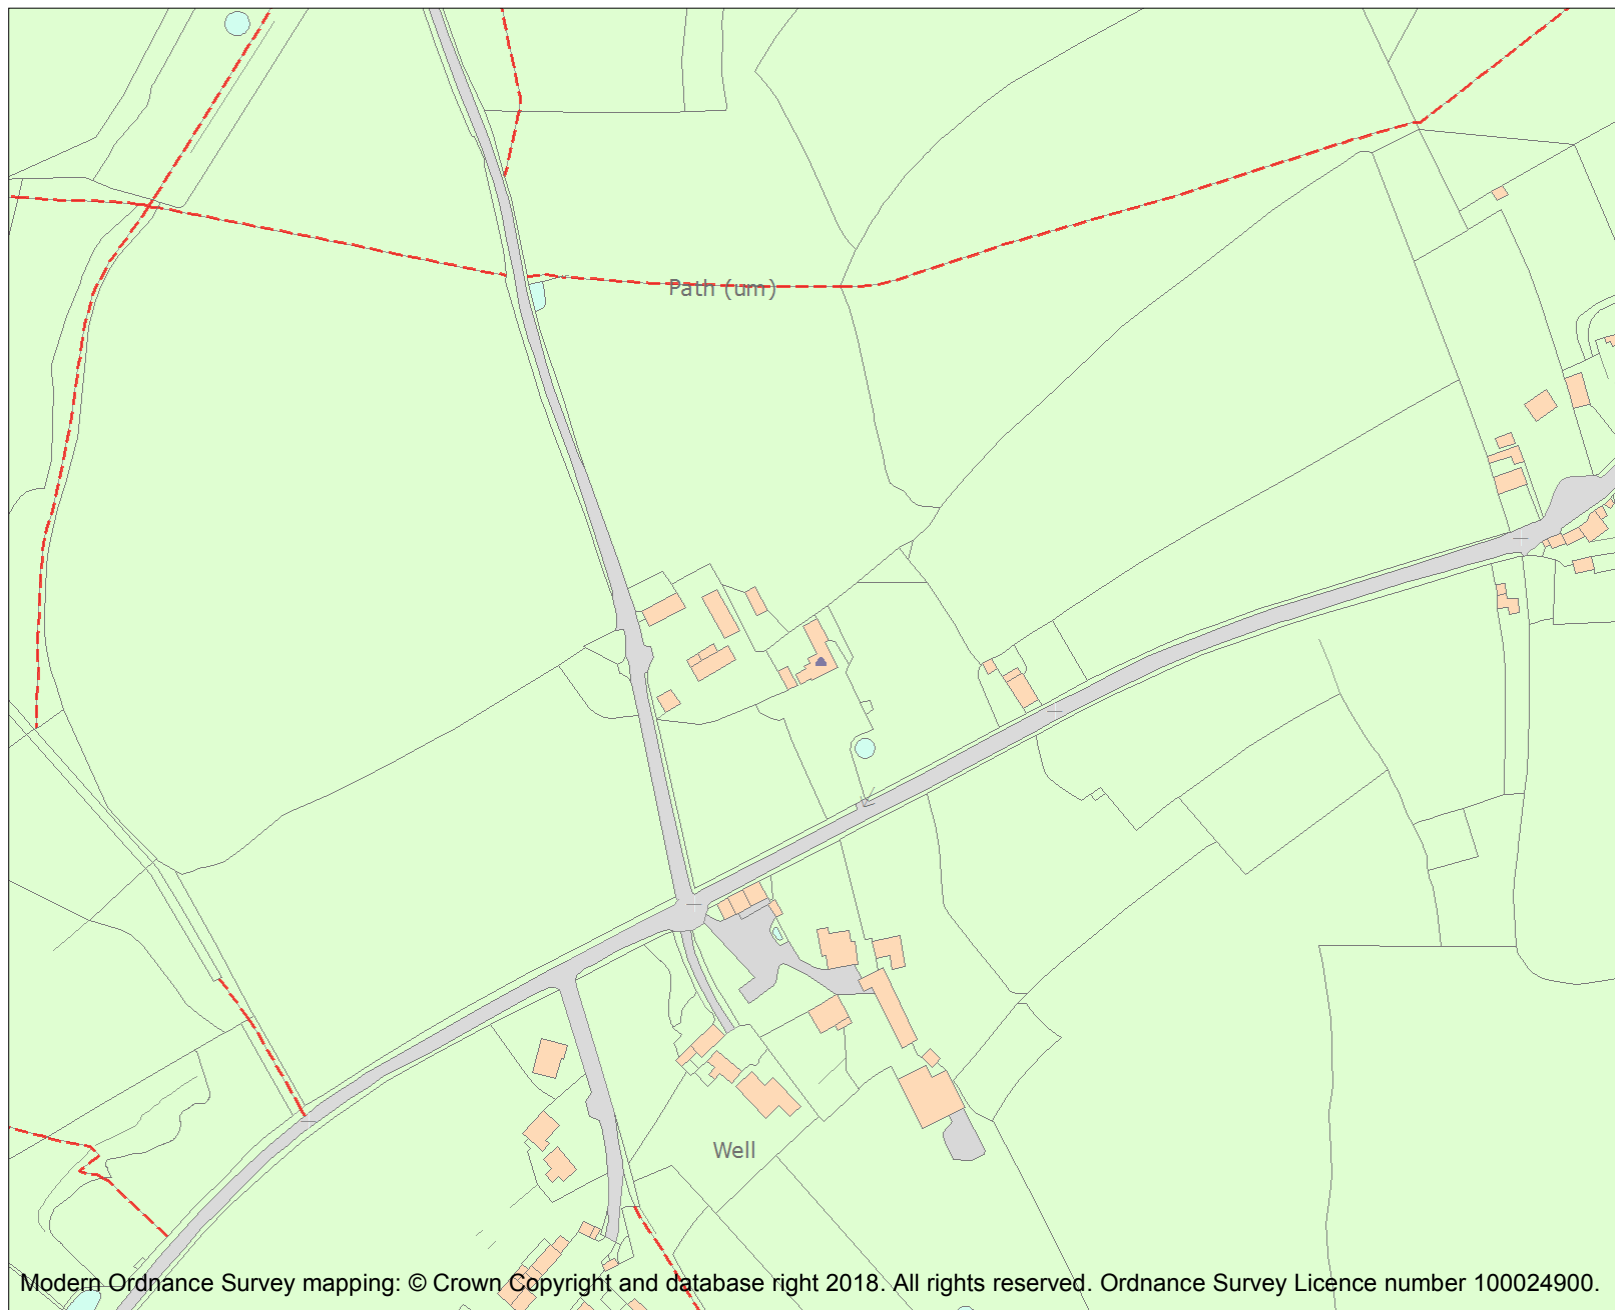 Path (um)
Well
Modern Ordnance Survey mapping: © Crown Copyright and database right 2018. All rights reserved. Ordnance Survey Licence number 100024900.